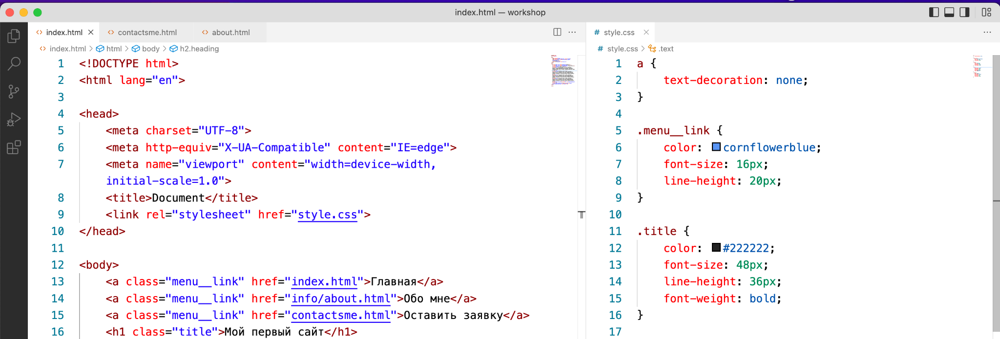 index.html — workshop
index.html
contactsme.html
about.html
index.html > html > body > h2.heading
1 <!DOCTYPE html>
2 <html lang="en">
3
4 <head>
5 <meta charset="UTF-8">
6 <meta http-equiv="X-UA-Compatible" content="IE=edge">
7 <meta name="viewport" content="width=device-width,
initial-scale=1.0">
8 <title>Document</title>
9 <link rel="stylesheet" href="style.css">
10 </head>
11
12 <body>
13 <a class="menu__link" href="index.html">Главная</a>
14 <a class="menu__link" href="info/about.html">Обо мне</a>
15 <a class="menu__link" href="contactsme.html">Оставить заявку</a>
16 <h1 class="title">Мой первый сайт</h1>
# style.css
# style.css > .text
1 a {
2 text-decoration: none;
3 }
4
5 .menu__link {
6 color: cornflowerblue;
7 font-size: 16px;
8 line-height: 20px;
9 }
10
11 .title {
12 color: #222222;
13 font-size: 48px;
14 line-height: 36px;
15 font-weight: bold;
16 }
17